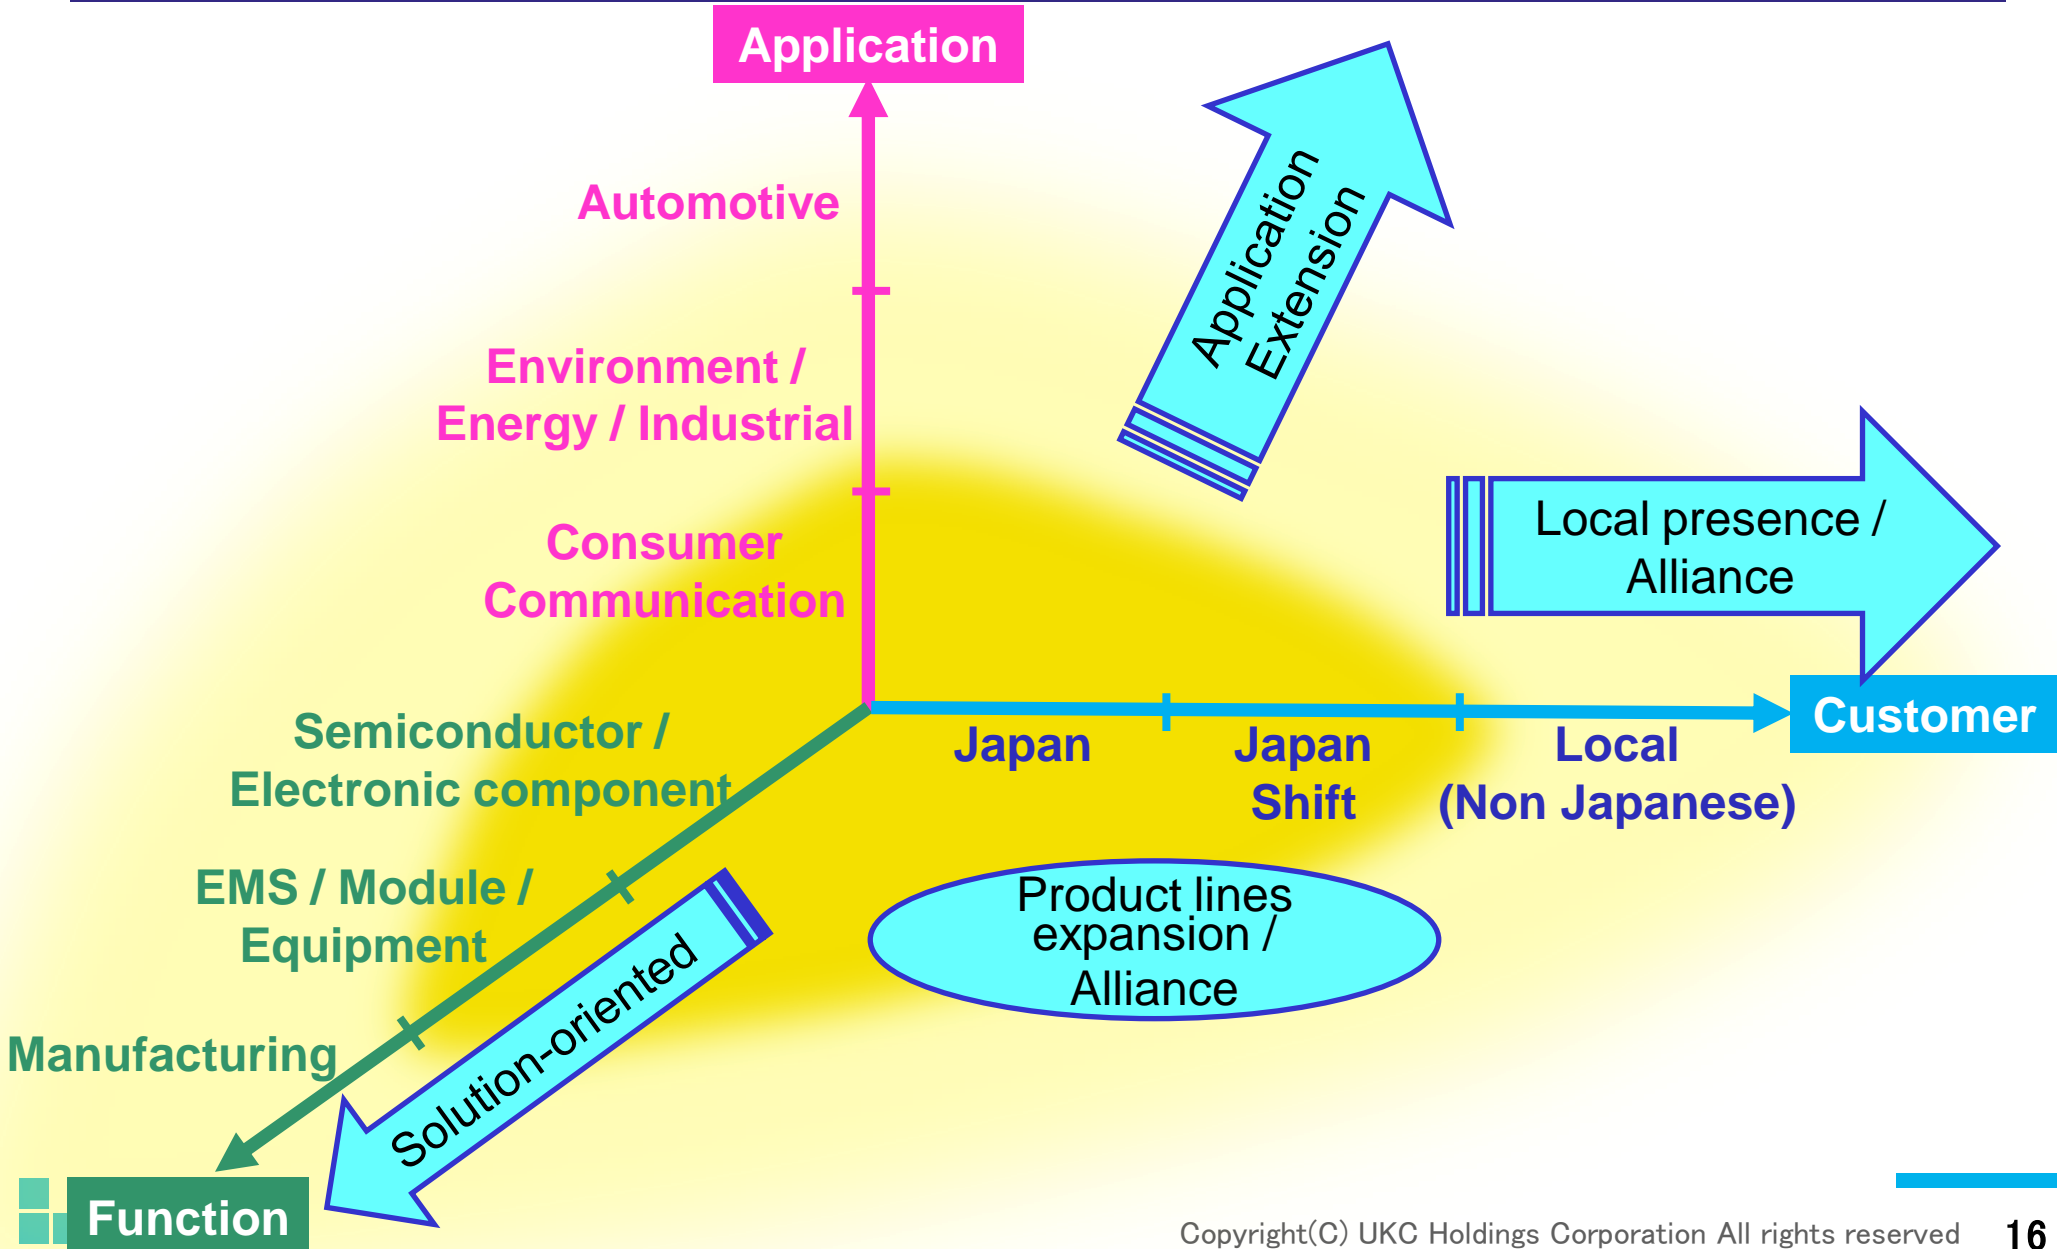 Application
Automotive
Environment /
Energy / Industrial
Consumer
Communication
Application
Extension
Local presence /
Alliance
Customer
Japan
Japan
Shift
Local
(Non Japanese)
Semiconductor /
Electronic component
EMS / Module /
Equipment
Manufacturing
Function
Solution-oriented
Product lines
expansion /
Alliance
Copyright(C) UKC Holdings Corporation All rights reserved
16